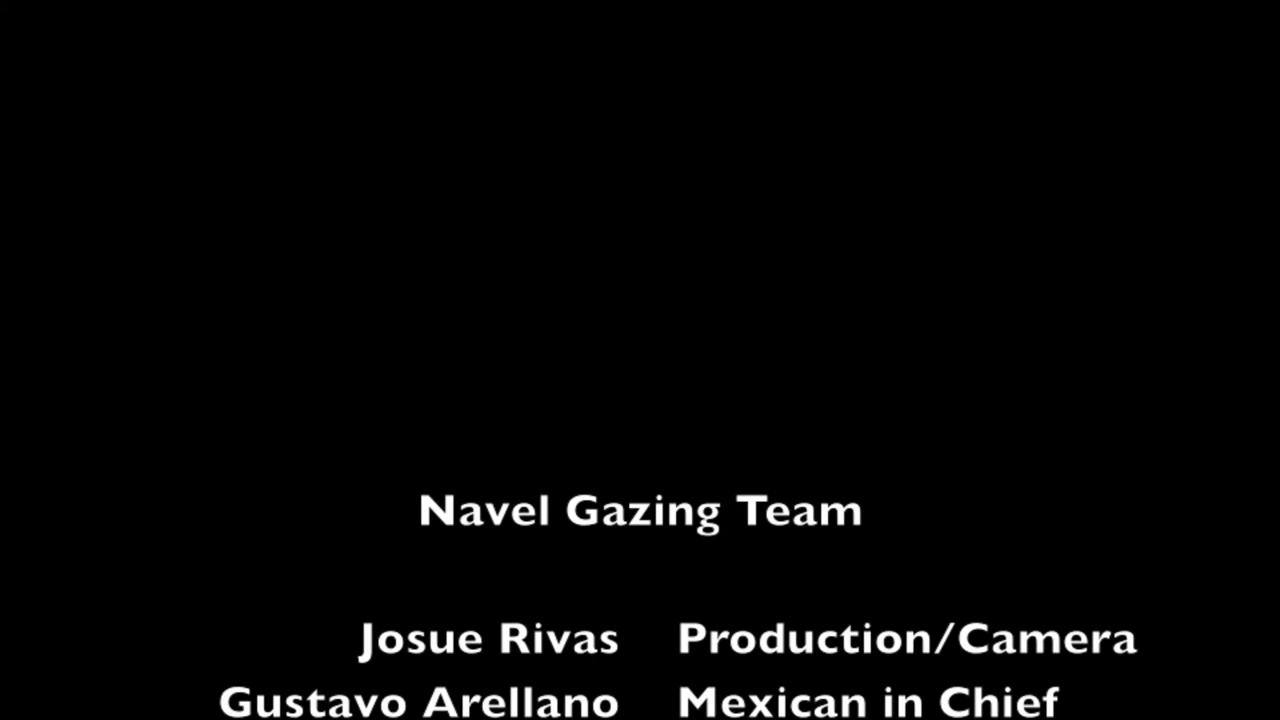 Navel Gazing Team
Josue Rivas Production/Camera
Gustavo Arellano Mexican in Chief